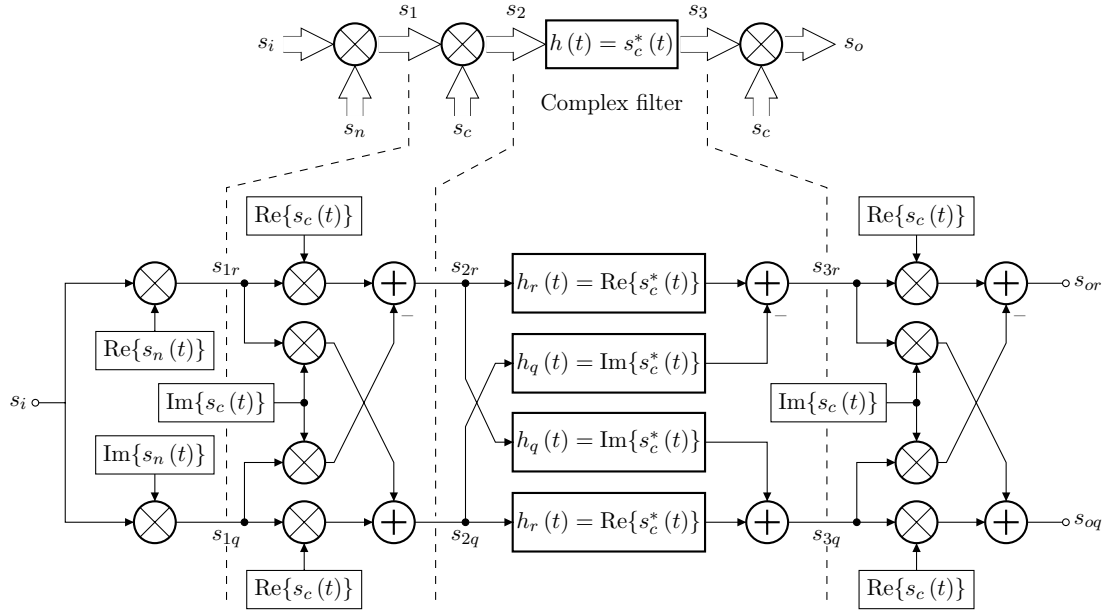 s_1 s_2 s_3
s_i h(t) = s_c^*(t) s_o
Complex filter
s_n s_c s_c
Re{s_c(t)} Re{s_c(t)}
s_{1r} s_{2r} h_r(t) = Re{s_c^*(t)} s_{3r} s_{or}
− − −
Re{s_n(t)} h_q(t) = Im{s_c^*(t)}
s_i Im{s_c(t)} Im{s_c(t)}
Im{s_n(t)} h_q(t) = Im{s_c^*(t)}
s_{1q} s_{2q} h_r(t) = Re{s_c^*(t)} s_{3q} s_{oq}
Re{s_c(t)} Re{s_c(t)}